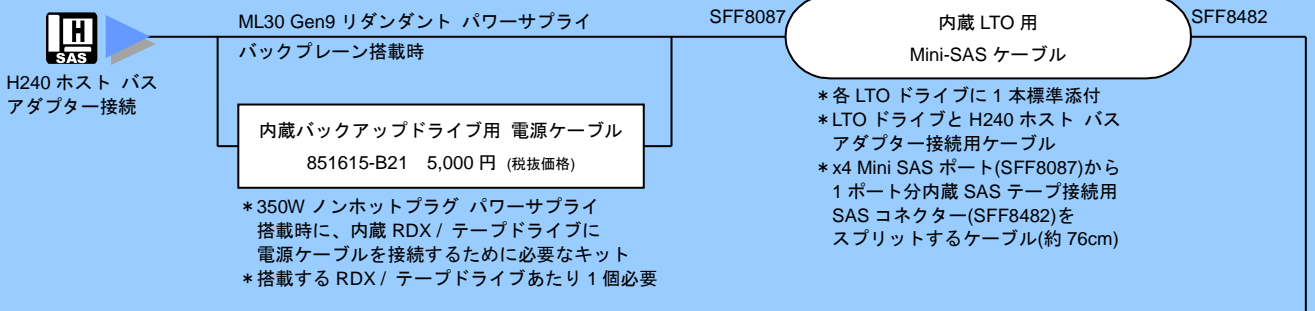 H
SAS
H240 ホスト バス
アダプター接続
ML30 Gen9 リダンダント パワーサプライ
バックプレーン搭載時
内蔵バックアップドライブ用 電源ケーブル
851615-B21 5,000 円 (税抜価格)
*350W ノンホットプラグ パワーサプライ
搭載時に、内蔵 RDX / テープドライブに
電源ケーブルを接続するために必要なキット
*搭載する RDX / テープドライブあたり 1 個必要
SFF8087
内蔵 LTO 用
Mini-SAS ケーブル
SFF8482
*各 LTO ドライブに 1 本標準添付
*LTO ドライブと H240 ホスト バス
アダプター接続用ケーブル
*x4 Mini SAS ポート(SFF8087)から
1 ポート分内蔵 SAS テープ接続用
SAS コネクター(SFF8482)を
スプリットするケーブル(約 76cm)